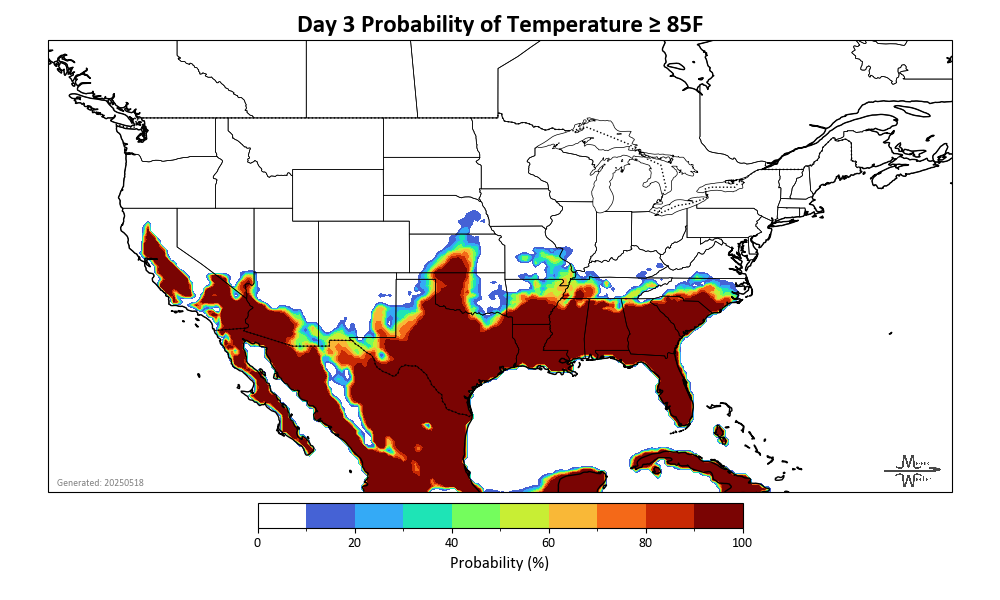 Day 3 Probability of Temperature ≥ 85F
Generated: 20250518
0 20 40 60 80 100
Probability (%)